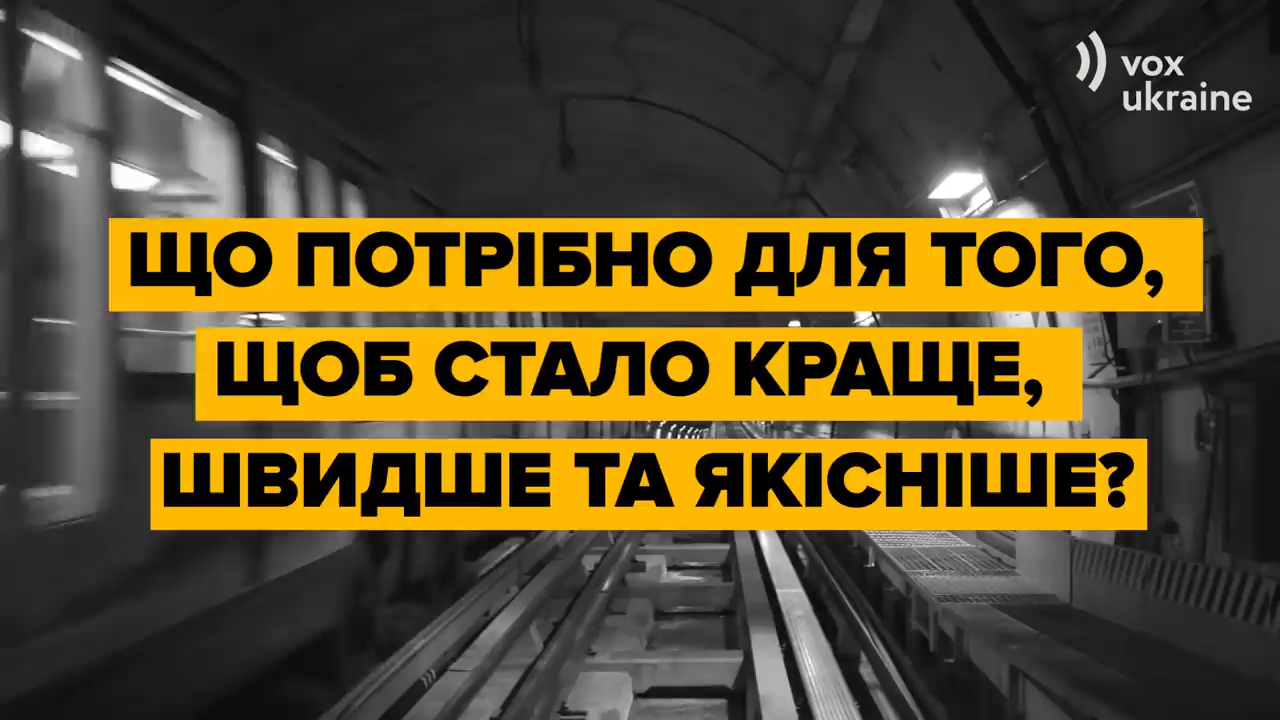 vox
ukraine
ЩО ПОТРІБНО ДЛЯ ТОГО,
ЩОБ СТАЛО КРАЩЕ,
ШВИДШЕ ТА ЯКІСНІШЕ?